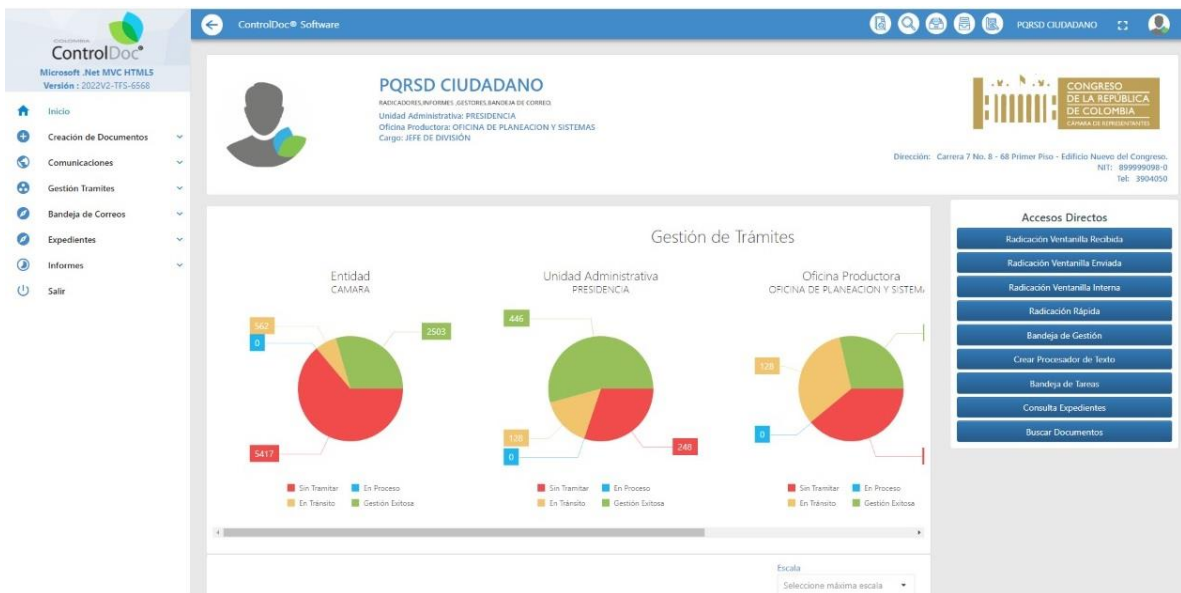 COLOMBIA
ControlDoc®
Microsoft .Net MVC HTML5
Versión : 2022V2-TFS-6568
Inicio
Creación de Documentos
Comunicaciones
Gestión Tramites
Bandeja de Correos
Expedientes
Informes
Salir
ControlDoc® Software
PQRSD CIUDADANO
PQRSD CIUDADANO
RADICADORES,INFORMES ,GESTORES,BANDEJA DE CORREO.
Unidad Administrativa: PRESIDENCIA
Oficina Productora: OFICINA DE PLANEACION Y SISTEMAS
Cargo: JEFE DE DIVISIÓN
CONGRESO
DE LA REPÚBLICA
DE COLOMBIA
CÁMARA DE REPRESENTANTES
Dirección: Carrera 7 No. 8 - 68 Primer Piso - Edificio Nuevo del Congreso.
NIT: 899999098-0
Tel: 3904050
Gestión de Trámites
Entidad
CAMARA
562
0
2503
5417
Sin Tramitar En Proceso
En Tránsito Gestión Exitosa
Unidad Administrativa
PRESIDENCIA
446
128
0
248
Sin Tramitar En Proceso
En Tránsito Gestión Exitosa
Oficina Productora
OFICINA DE PLANEACION Y SISTEMA
128
0
Sin Tramitar En Proceso
En Tránsito Gestión Exitosa
Accesos Directos
Radicación Ventanilla Recibida
Radicación Ventanilla Enviada
Radicación Ventanilla Interna
Radicación Rápida
Bandeja de Gestión
Crear Procesador de Texto
Bandeja de Tareas
Consulta Expedientes
Buscar Documentos
Escala
Seleccione máxima escala